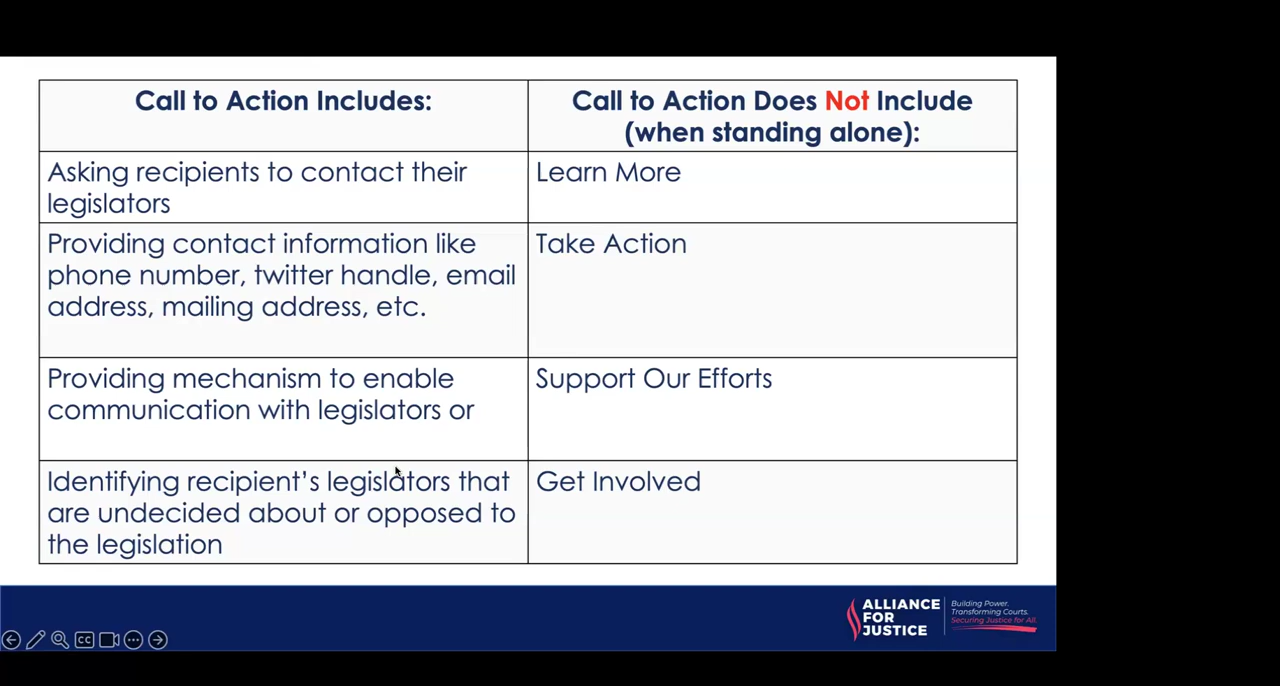 Call to Action Includes:
Call to Action Does Not Include
(when standing alone):
Asking recipients to contact their
legislators
Learn More
Providing contact information like
phone number, twitter handle, email
address, mailing address, etc.
Take Action
Providing mechanism to enable
communication with legislators or
Support Our Efforts
Identifying recipient's legislators that
are undecided about or opposed to
the legislation
Get Involved
ALLIANCE
FOR
JUSTICE
Building Power.
Transforming Courts.
Securing Justice for All.
CC